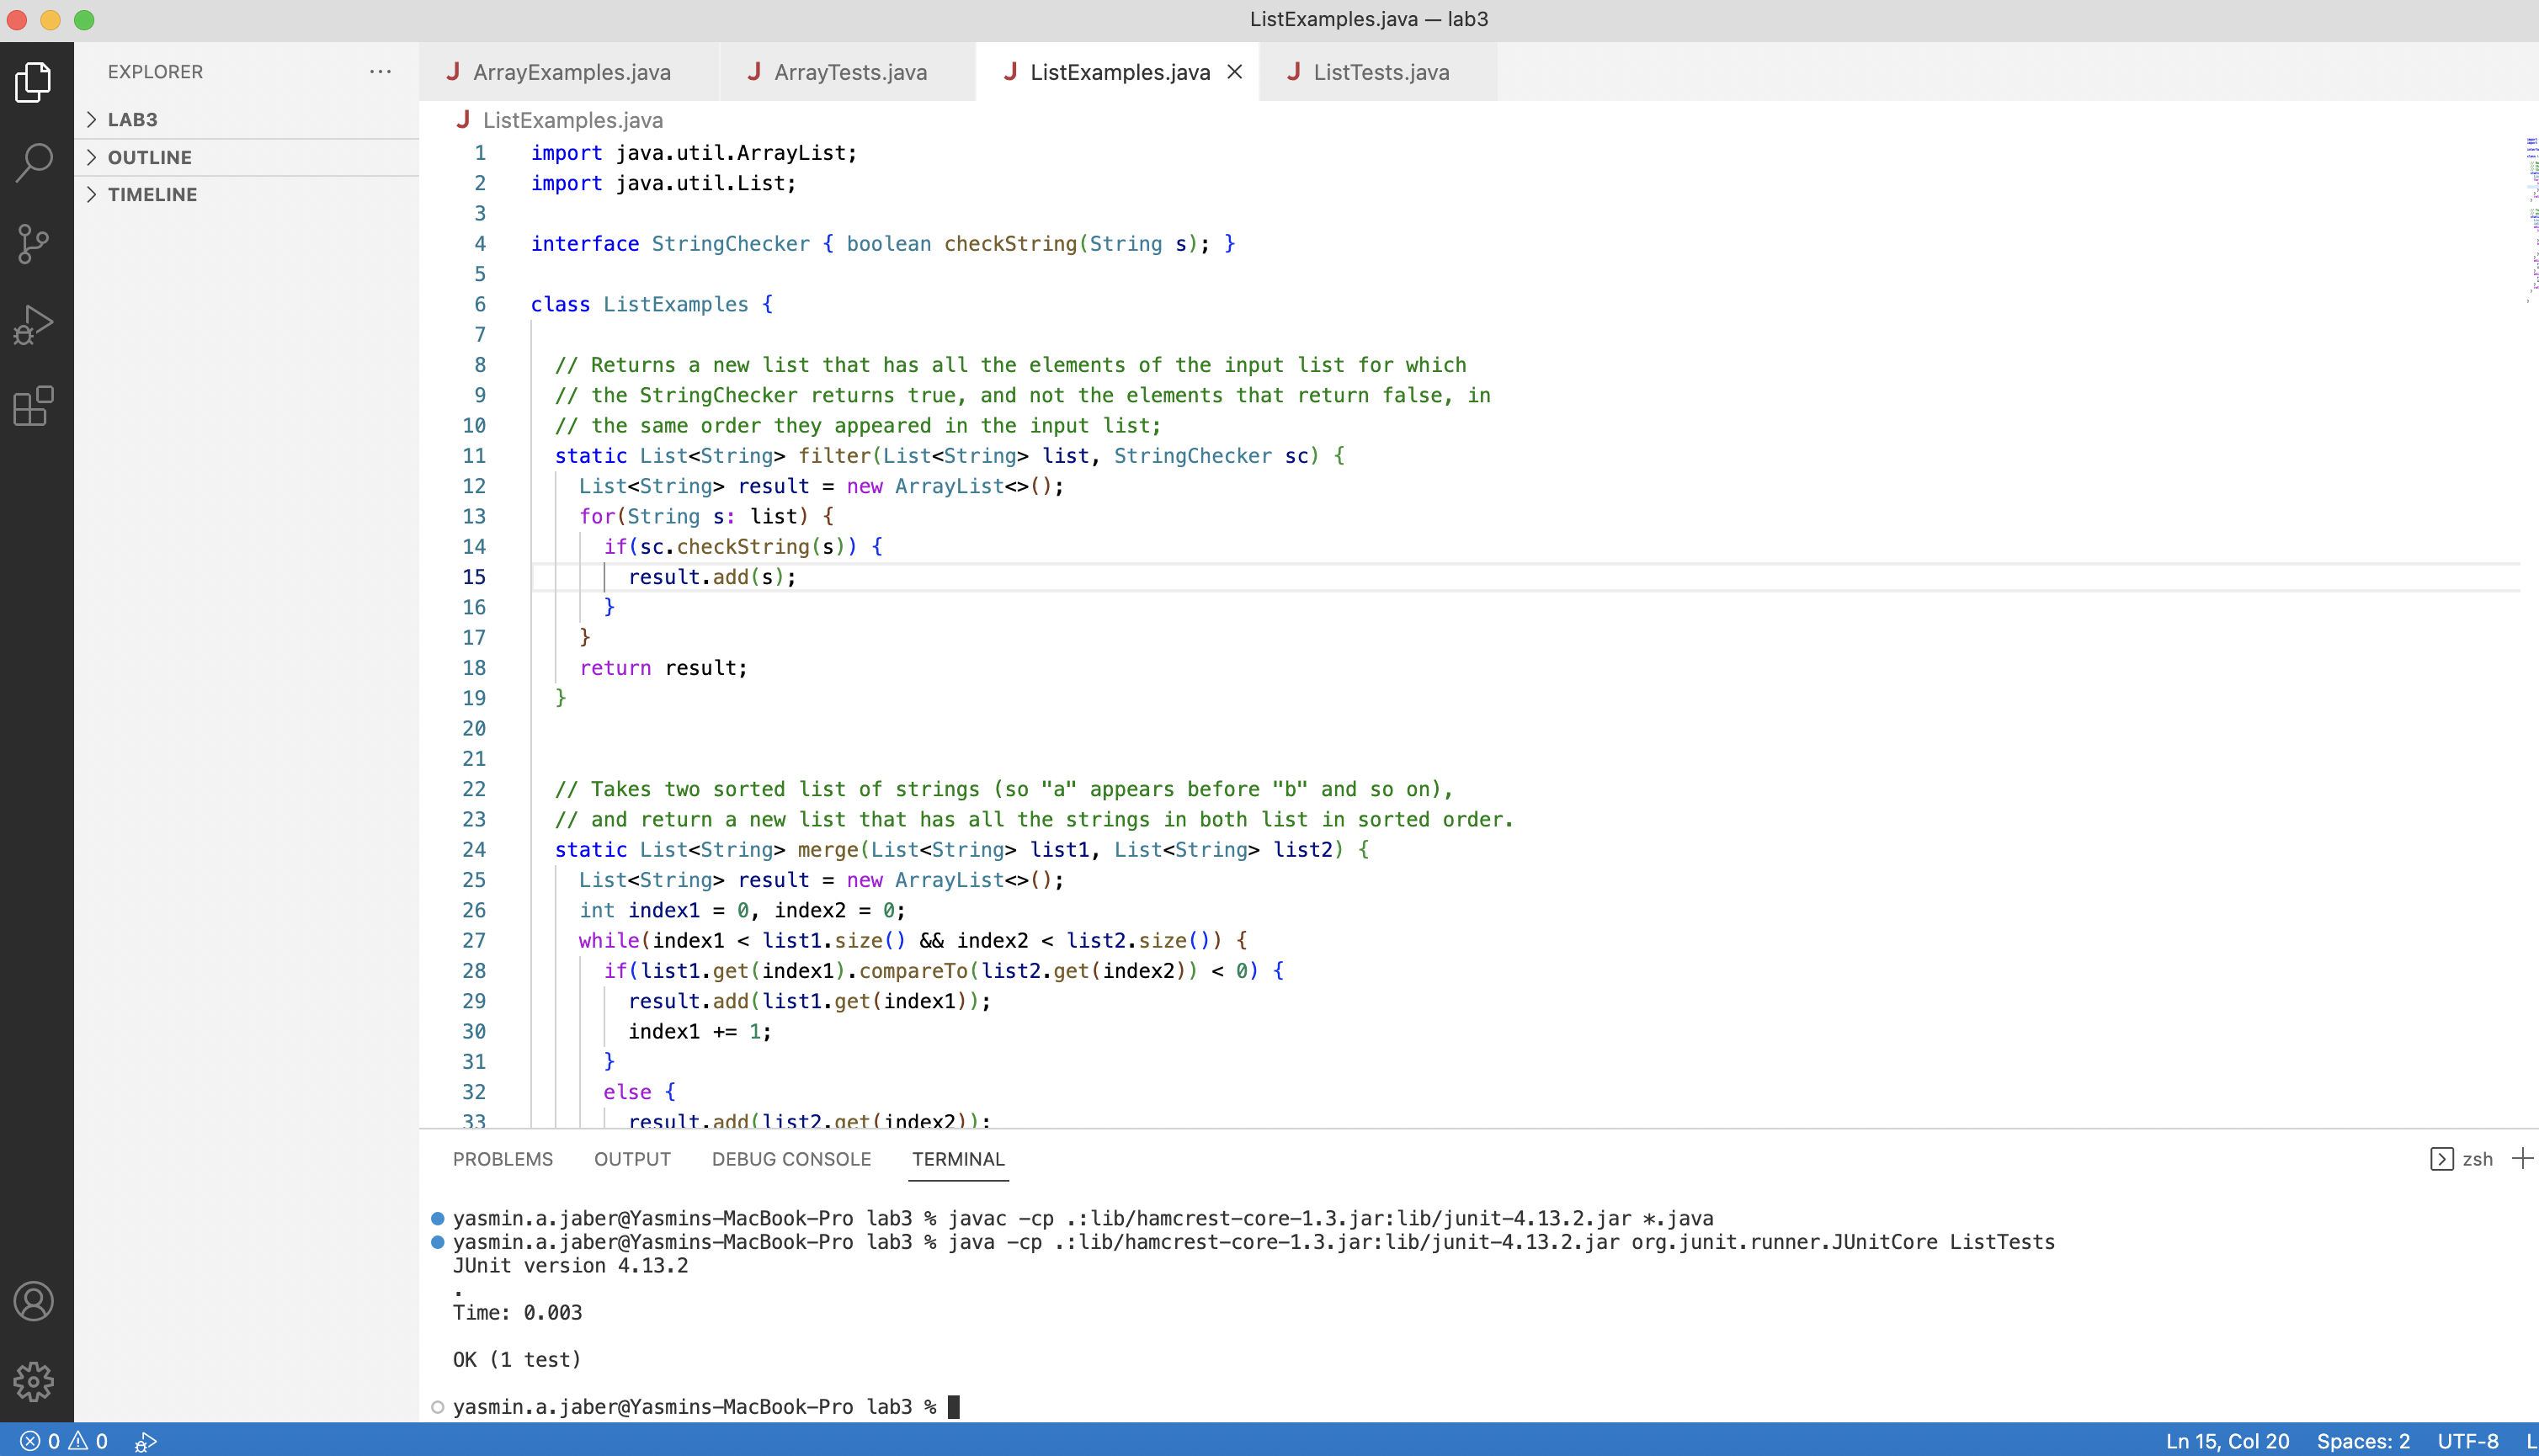 ListExamples.java — lab3
EXPLORER
LAB3
OUTLINE
TIMELINE
J ArrayExamples.java
J ArrayTests.java
J ListExamples.java
J ListTests.java
J ListExamples.java
1 import java.util.ArrayList;
2 import java.util.List;
3
4 interface StringChecker { boolean checkString(String s); }
5
6 class ListExamples {
7
8 // Returns a new list that has all the elements of the input list for which
9 // the StringChecker returns true, and not the elements that return false, in
10 // the same order they appeared in the input list;
11 static List<String> filter(List<String> list, StringChecker sc) {
12 List<String> result = new ArrayList<>();
13 for(String s: list) {
14 if(sc.checkString(s)) {
15 result.add(s);
16 }
17 }
18 return result;
19 }
20
21
22 // Takes two sorted list of strings (so "a" appears before "b" and so on),
23 // and return a new list that has all the strings in both list in sorted order.
24 static List<String> merge(List<String> list1, List<String> list2) {
25 List<String> result = new ArrayList<>();
26 int index1 = 0, index2 = 0;
27 while(index1 < list1.size() && index2 < list2.size()) {
28 if(list1.get(index1).compareTo(list2.get(index2)) < 0) {
29 result.add(list1.get(index1));
30 index1 += 1;
31 }
32 else {
33 result.add(list2.get(index2));
PROBLEMS OUTPUT DEBUG CONSOLE TERMINAL
zsh
yasmin.a.jaber@Yasmins-MacBook-Pro lab3 % javac -cp .:lib/hamcrest-core-1.3.jar:lib/junit-4.13.2.jar *.java
yasmin.a.jaber@Yasmins-MacBook-Pro lab3 % java -cp .:lib/hamcrest-core-1.3.jar:lib/junit-4.13.2.jar org.junit.runner.JUnitCore ListTests
JUnit version 4.13.2
.
Time: 0.003
OK (1 test)
yasmin.a.jaber@Yasmins-MacBook-Pro lab3 %
0 0
Ln 15, Col 20 Spaces: 2 UTF-8 L